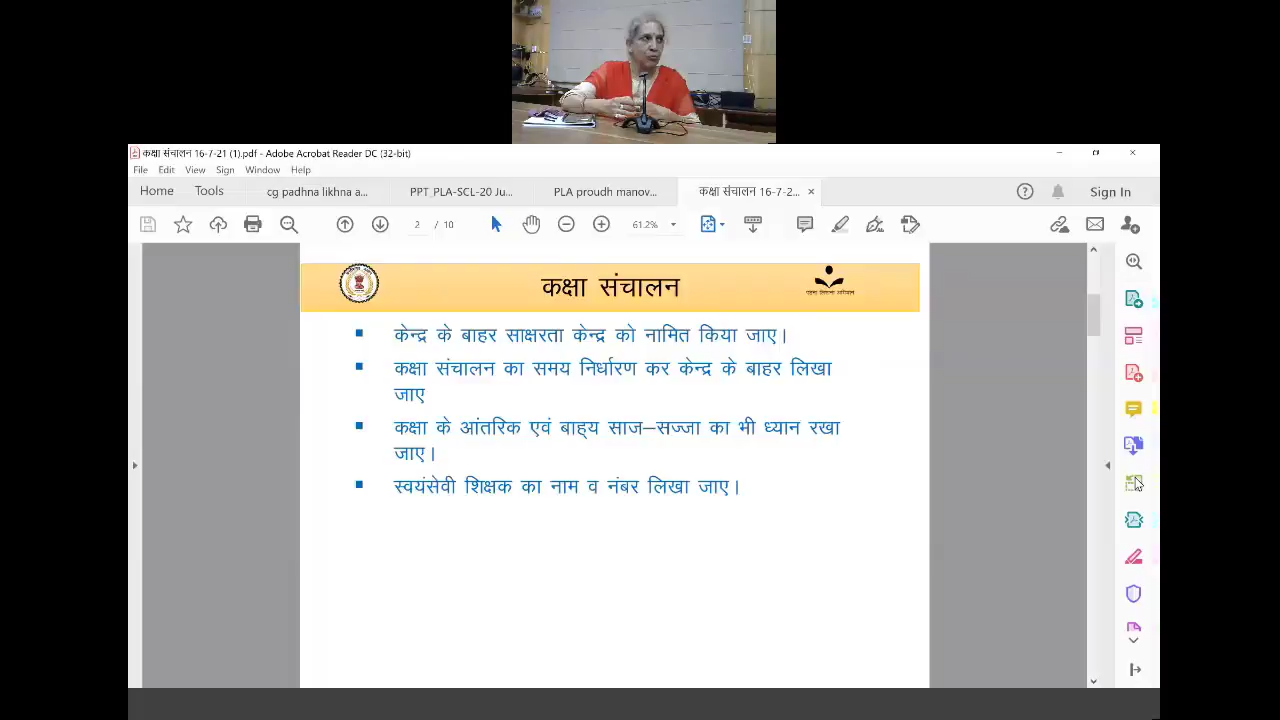 कक्षा संचालन 16-7-21 (1).pdf - Adobe Acrobat Reader DC (32-bit)
File Edit View Sign Window Help
Home Tools cg padhna likhna a... PPT_PLA-SCL-20 Ju... PLA proudh manov... कक्षा संचालन 16-7-2... Sign In
2 / 10 61.2%
कक्षा संचालन
केन्द्र के बाहर साक्षरता केन्द्र को नामित किया जाए।
कक्षा संचालन का समय निर्धारण कर केन्द्र के बाहर लिखा
जाए
कक्षा के आंतरिक एवं बाह्य साज–सज्जा का भी ध्यान रखा
जाए।
स्वयंसेवी शिक्षक का नाम व नंबर लिखा जाए।